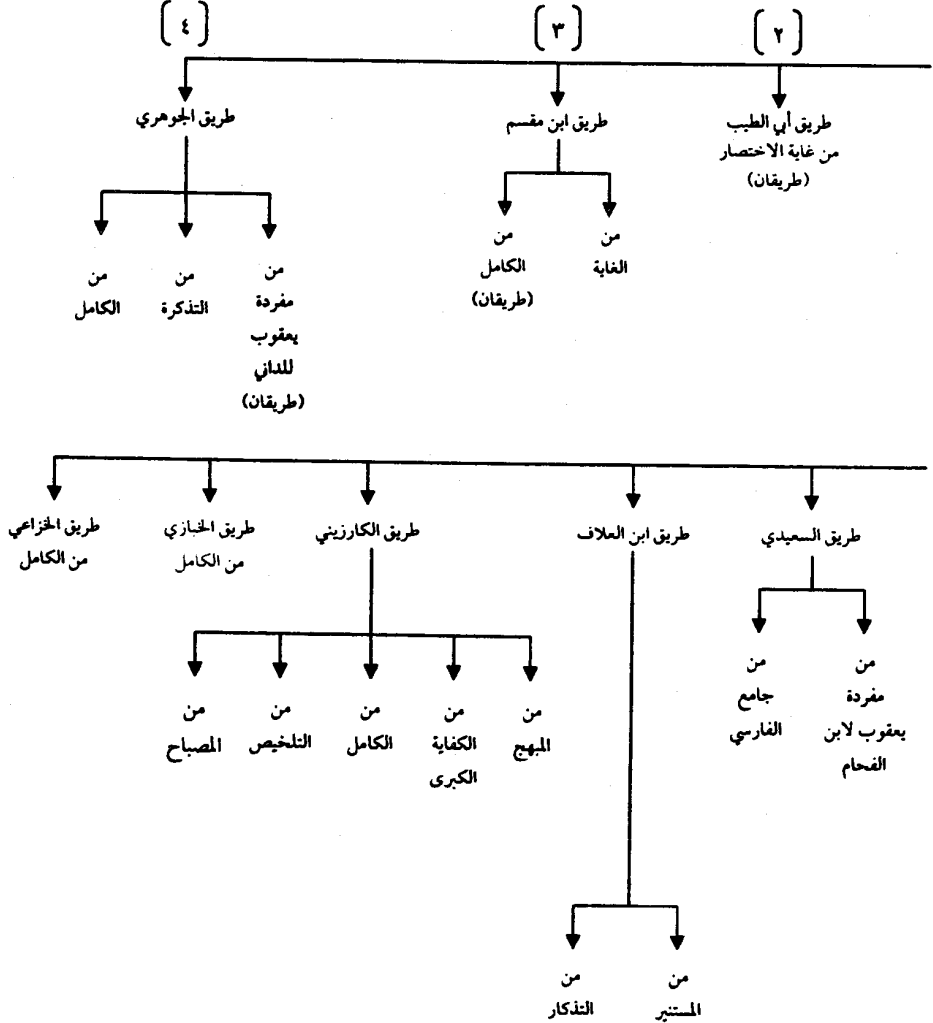 [٢]
[٣]
[٤]
طريق أبي الطيب
من غاية الاختصار
(طريقان)
طريق ابن مقسم
من
الغاية
من
الكامل
(طريقان)
طريق الجوهري
من
مفردة
يعقوب
للداني
(طريقان)
من
التذكرة
من
الكامل
طريق السعيدي
من
مفردة
يعقوب لابن
الفحام
من
جامع
الفارسي
طريق ابن العلاف
من
المستنير
من
التذكار
طريق الكارزيني
من
المبهج
من
الكفاية
الكبرى
من
الكامل
من
التلخيص
من
المصباح
طريق الخبازي
من الكامل
طريق الخزاعي
من الكامل